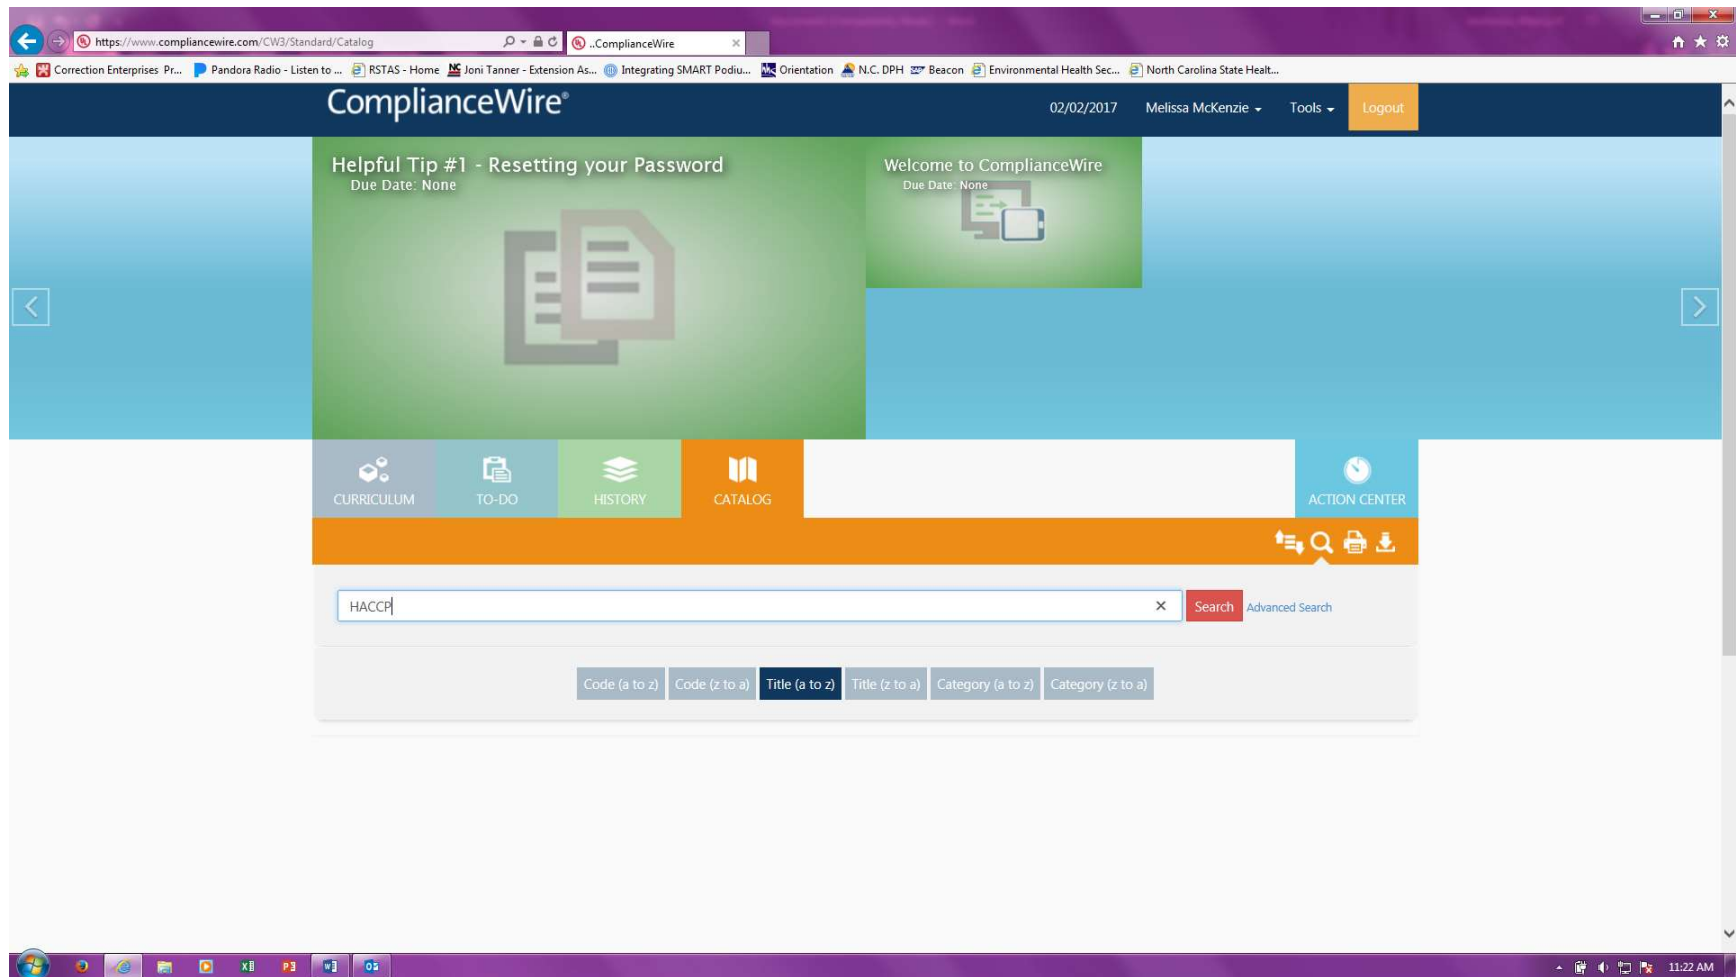 https://www.compliancewire.com/CW3/Standard/Catalog
..ComplianceWire
Correction Enterprises Pr...
Pandora Radio - Listen to ...
RSTAS - Home
Joni Tanner - Extension As...
Integrating SMART Podiu...
Orientation
N.C. DPH
Beacon
Environmental Health Sec...
North Carolina State Healt...
ComplianceWire®
02/02/2017
Melissa McKenzie
Tools
Logout
Helpful Tip #1 - Resetting your Password
Due Date: None
Welcome to ComplianceWire
Due Date: None
CURRICULUM
TO-DO
HISTORY
CATALOG
ACTION CENTER
HACCP
Search
Advanced Search
Code (a to z)
Code (z to a)
Title (a to z)
Title (z to a)
Category (a to z)
Category (z to a)
11:22 AM